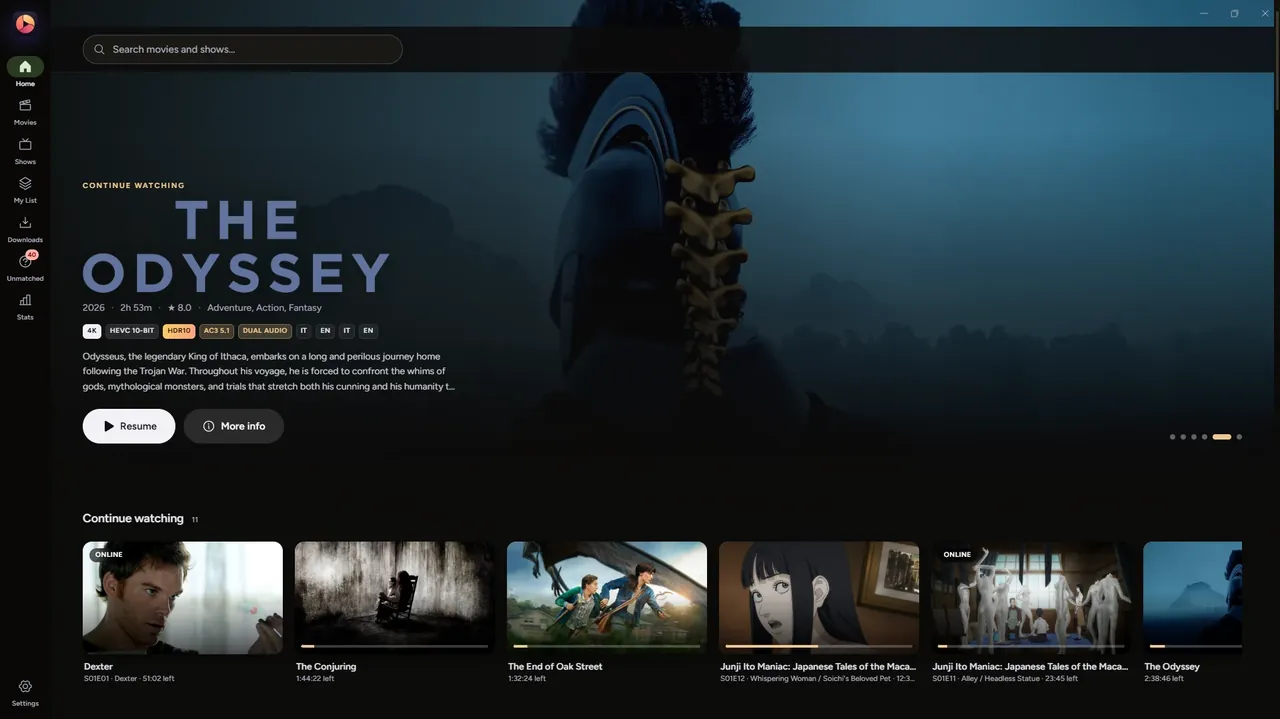 Search movies and shows...
Home
Movies
Shows
My List
Downloads
40
Unmatched
Stats
Settings
CONTINUE WATCHING
THE
ODYSSEY
2026 · 2h 53m · ★ 8.0 · Adventure, Action, Fantasy
4K HEVC 10-BIT HDR10 AC3 5.1 DUAL AUDIO IT EN IT EN
Odysseus, the legendary King of Ithaca, embarks on a long and perilous journey home
following the Trojan War. Throughout his voyage, he is forced to confront the whims of
gods, mythological monsters, and trials that stretch both his cunning and his humanity t...
Resume More info
Continue watching 11
ONLINE
Dexter
S01E01 · Dexter · 51:02 left
The Conjuring
1:44:22 left
The End of Oak Street
1:32:24 left
Junji Ito Maniac: Japanese Tales of the Maca...
S01E12 · Whispering Woman / Soichi's Beloved Pet · 12:3...
ONLINE
Junji Ito Maniac: Japanese Tales of the Maca...
S01E11 · Alley / Headless Statue · 23:45 left
The Odyssey
2:38:46 left